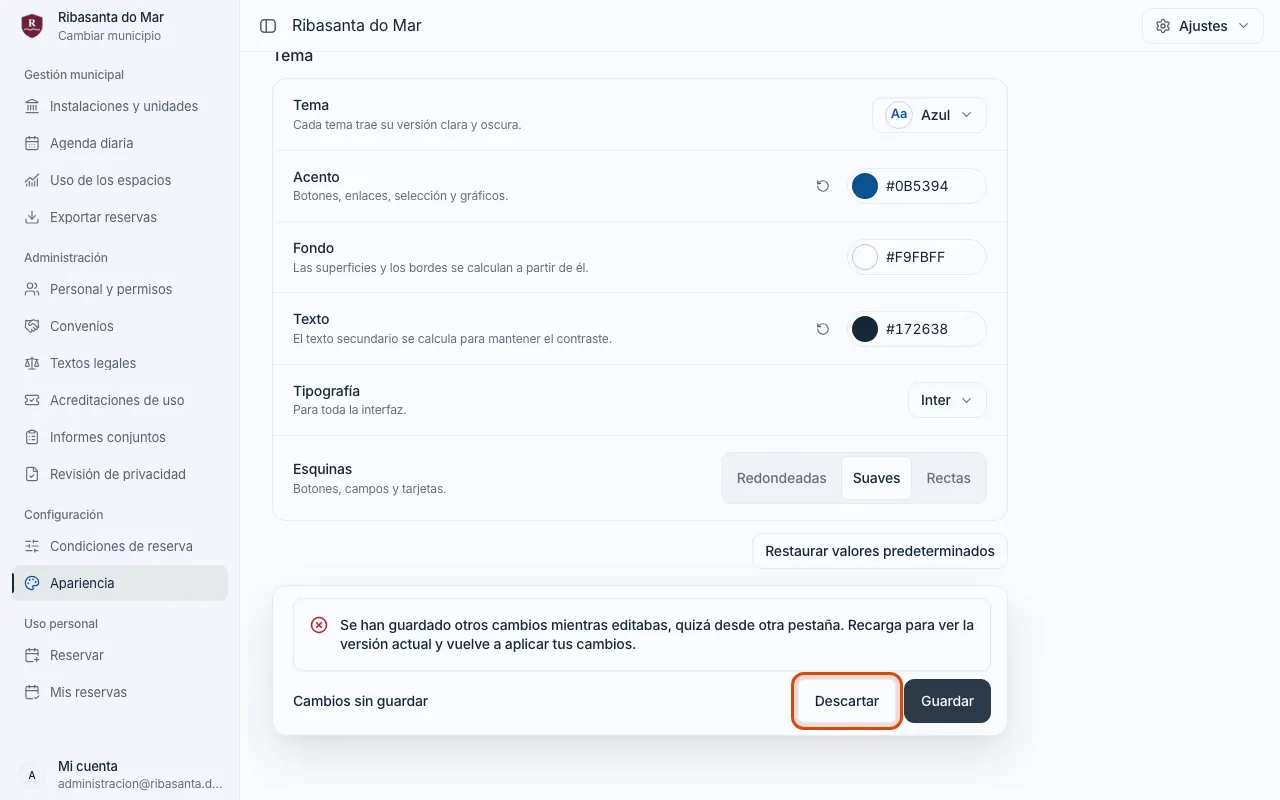 Ribasanta do Mar
Cambiar municipio
Gestión municipal
Instalaciones y unidades
Agenda diaria
Uso de los espacios
Exportar reservas
Administración
Personal y permisos
Convenios
Textos legales
Acreditaciones de uso
Informes conjuntos
Revisión de privacidad
Configuración
Condiciones de reserva
Apariencia
Uso personal
Reservar
Mis reservas
A
Mi cuenta
administracion@ribasanta.d...
Ribasanta do Mar
Ajustes
Tema
Tema
Cada tema trae su versión clara y oscura.
Aa Azul
Acento
Botones, enlaces, selección y gráficos.
#0B5394
Fondo
Las superficies y los bordes se calculan a partir de él.
#F9FBFF
Texto
El texto secundario se calcula para mantener el contraste.
#172638
Tipografía
Para toda la interfaz.
Inter
Esquinas
Botones, campos y tarjetas.
Redondeadas Suaves Rectas
Restaurar valores predeterminados
Se han guardado otros cambios mientras editabas, quizá desde otra pestaña. Recarga para ver la
versión actual y vuelve a aplicar tus cambios.
Cambios sin guardar
Descartar
Guardar